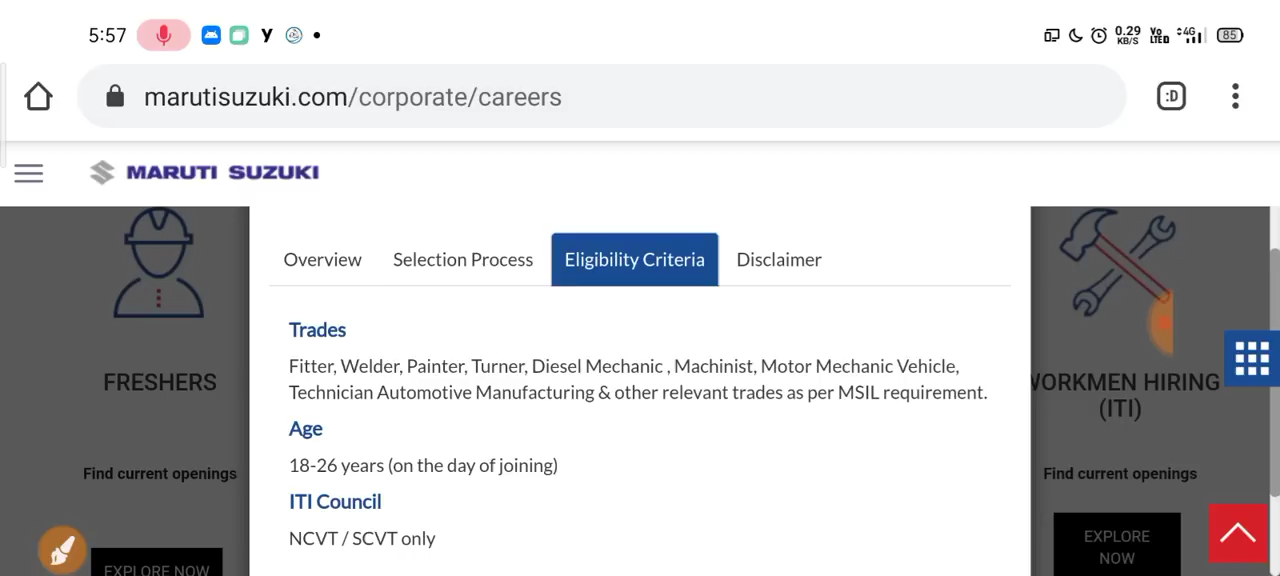 5:57 y 0.29 KB/S Vo LTED 4G 85
marutisuzuki.com/corporate/careers :D
MARUTI SUZUKI
Overview Selection Process Eligibility Criteria Disclaimer
Trades
Fitter, Welder, Painter, Turner, Diesel Mechanic , Machinist, Motor Mechanic Vehicle,
Technician Automotive Manufacturing & other relevant trades as per MSIL requirement.
Age
18-26 years (on the day of joining)
ITI Council
NCVT / SCVT only
FRESHERS
Find current openings
EXPLORE NOW
WORKMEN HIRING
(ITI)
Find current openings
EXPLORE
NOW